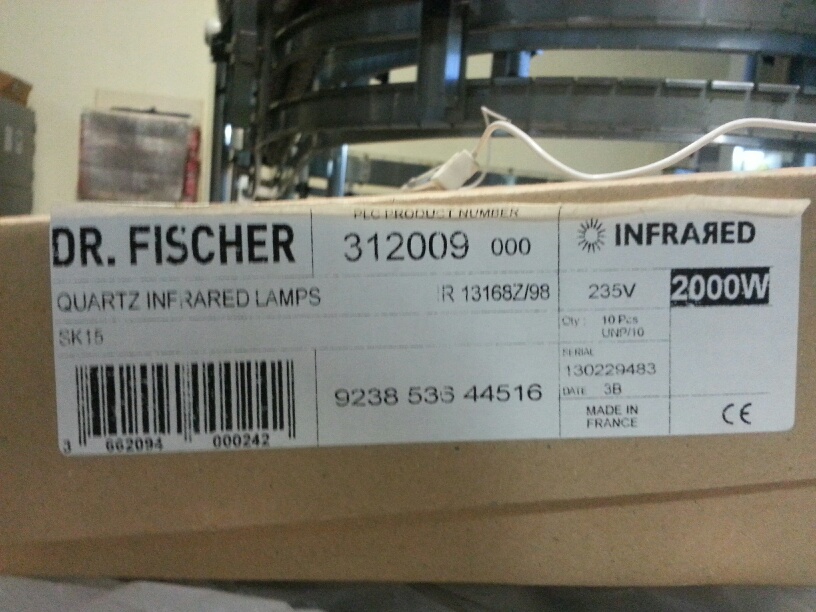 PLC PRODUCT NUMBER
DR. FISCHER
312009 000
INFRAЯED
QUARTZ INFRARED LAMPS
IR 13168Z/98
235V
2000W
SK15
Qty : 10 Pcs
UNP/10
SERIAL
130229483
DATE 3B
9238 536 44516
MADE IN
FRANCE
CE
3 662094 000242